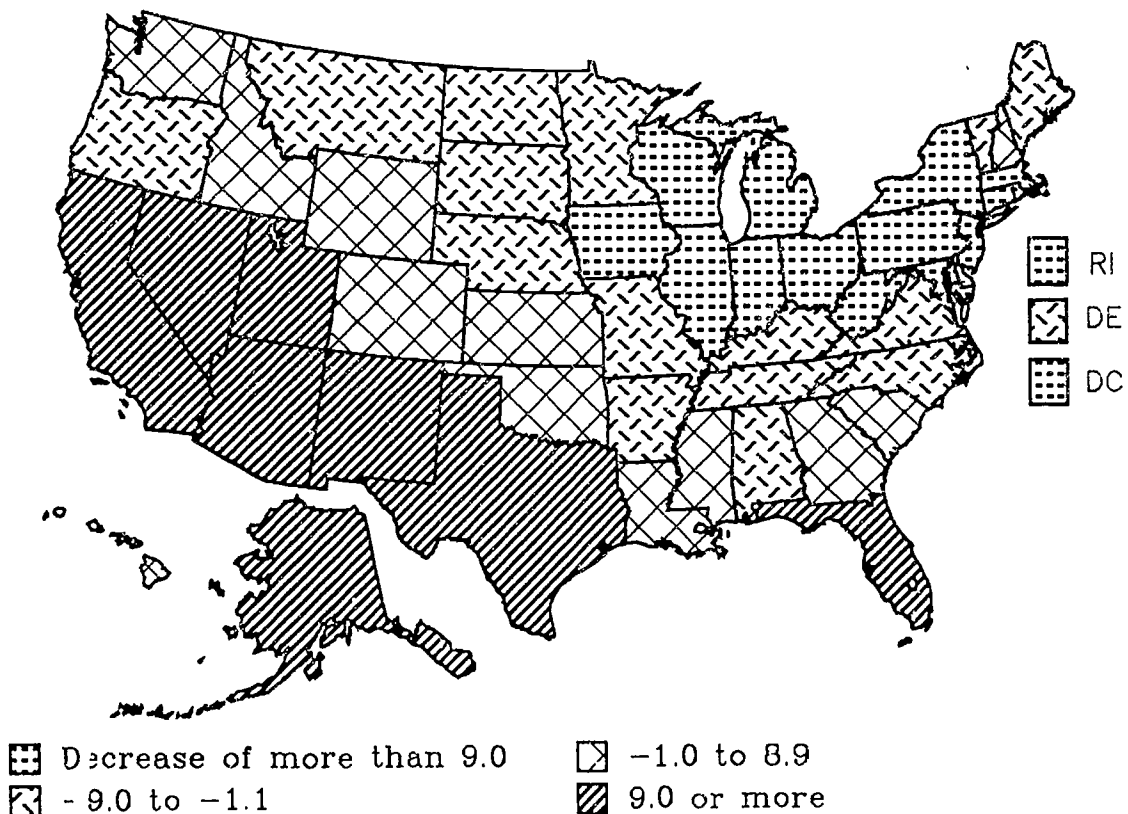 RI
DE
DC
Decrease of more than 9.0
-1.0 to 8.9
-9.0 to -1.1
9.0 or more